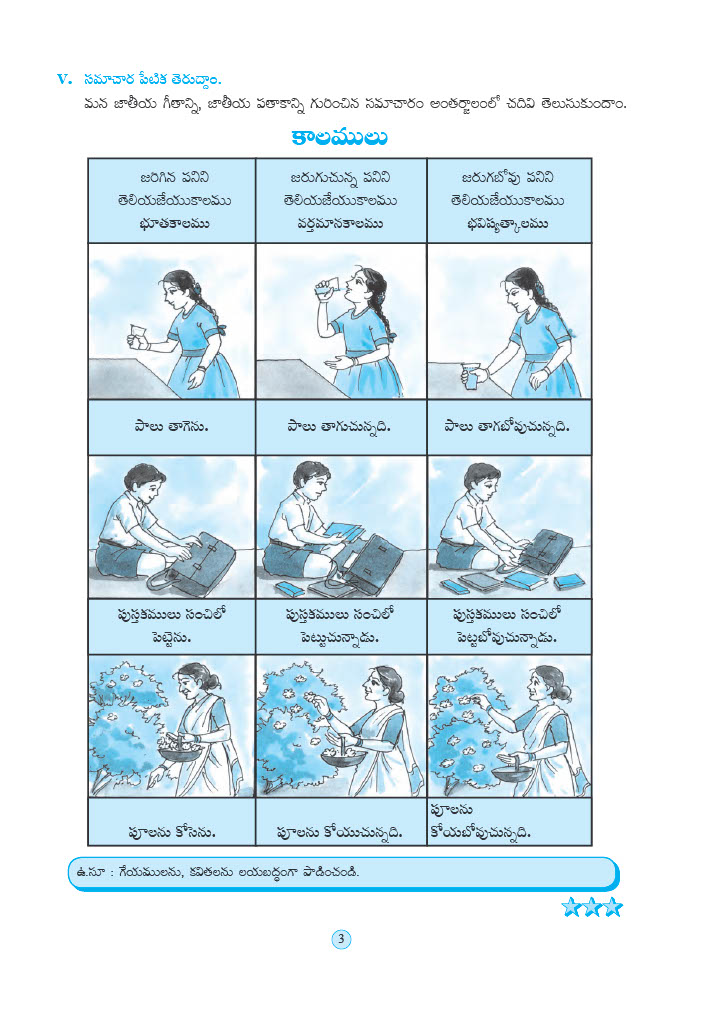 V. సమాచార పేటిక తెరుద్దాం.
మన జాతీయ గీతాన్ని, జాతీయ పతాకాన్ని గురించిన సమాచారం అంతర్జాలంలో చదివి తెలుసుకుందాం.
కాలములు
జరిగిన పనిని
తెలియజేయుకాలము
భూతకాలము
జరుగుచున్న పనిని
తెలియజేయుకాలము
వర్తమానకాలము
జరుగబోవు పనిని
తెలియజేయుకాలము
భవిష్యత్కాలము
పాలు తాగెను.
పాలు తాగుచున్నది.
పాలు తాగబోవుచున్నది.
పుస్తకములు సంచిలో
పెట్టెను.
పుస్తకములు సంచిలో
పెట్టుచున్నాడు.
పుస్తకములు సంచిలో
పెట్టబోవుచున్నాడు.
పూలను కోసెను.
పూలను కోయుచున్నది.
పూలను
కోయబోవుచున్నది.
ఉ.సూ : గేయములను, కవితలను లయబద్ధంగా పాడించండి.
3